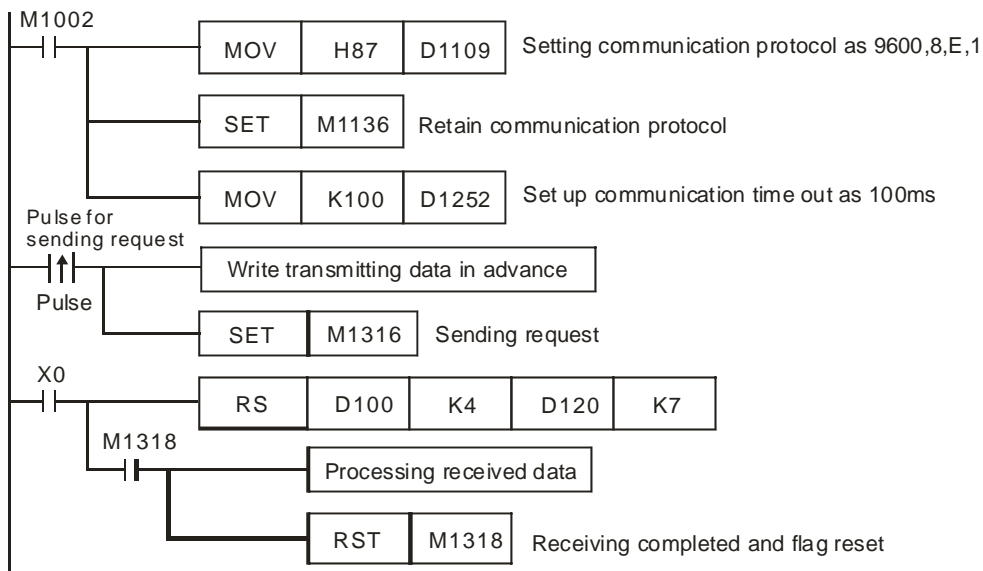 M1002
MOV H87 D1109 Setting communication protocol as 9600,8,E,1
SET M1136 Retain communication protocol
MOV K100 D1252 Set up communication time out as 100ms
Pulse for
sending request
Write transmitting data in advance
Pulse
SET M1316 Sending request
X0
RS D100 K4 D120 K7
M1318
Processing received data
RST M1318 Receiving completed and flag reset